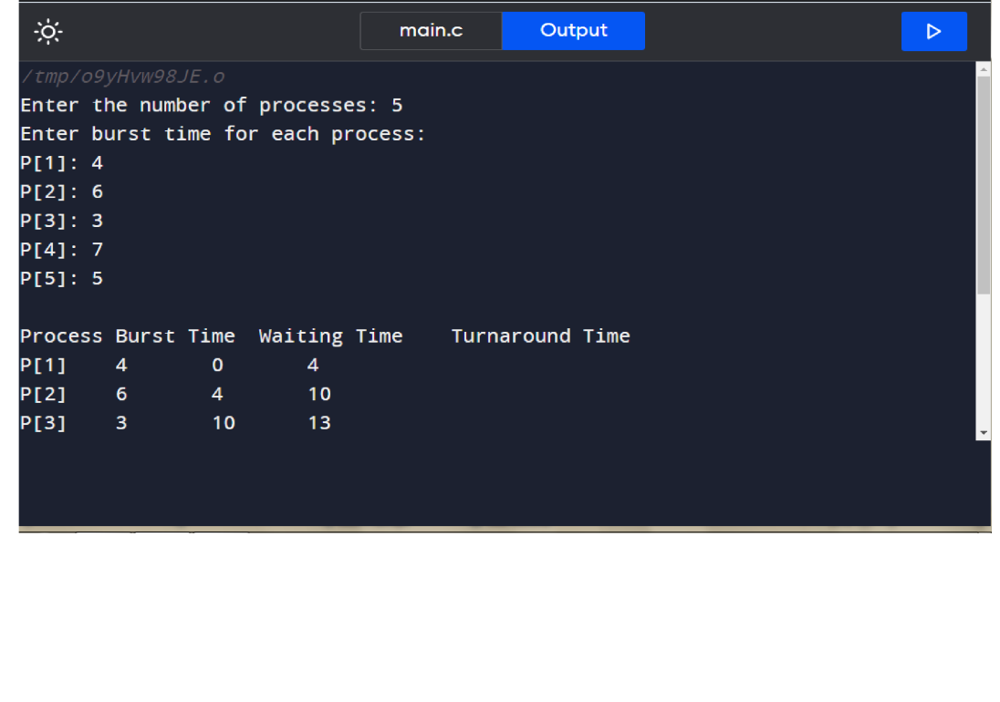 main.c Output
/tmp/o9yHvw98JE.o
Enter the number of processes: 5
Enter burst time for each process:
P[1]: 4
P[2]: 6
P[3]: 3
P[4]: 7
P[5]: 5
Process Burst Time Waiting Time Turnaround Time
P[1] 4 0 4
P[2] 6 4 10
P[3] 3 10 13